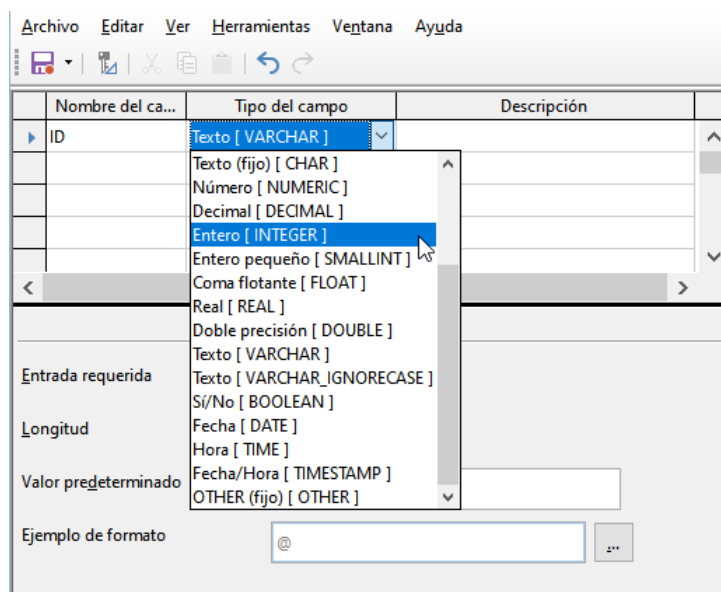 Archivo Editar Ver Herramientas Ventana Ayuda
Nombre del ca... Tipo del campo Descripción
ID Texto [ VARCHAR ]
Texto (fijo) [ CHAR ]
Número [ NUMERIC ]
Decimal [ DECIMAL ]
Entero [ INTEGER ]
Entero pequeño [ SMALLINT ]
Coma flotante [ FLOAT ]
Real [ REAL ]
Doble precisión [ DOUBLE ]
Texto [ VARCHAR ]
Texto [ VARCHAR_IGNORECASE ]
Sí/No [ BOOLEAN ]
Fecha [ DATE ]
Hora [ TIME ]
Fecha/Hora [ TIMESTAMP ]
OTHER (fijo) [ OTHER ]
Entrada requerida
Longitud
Valor predeterminado
Ejemplo de formato @ ...